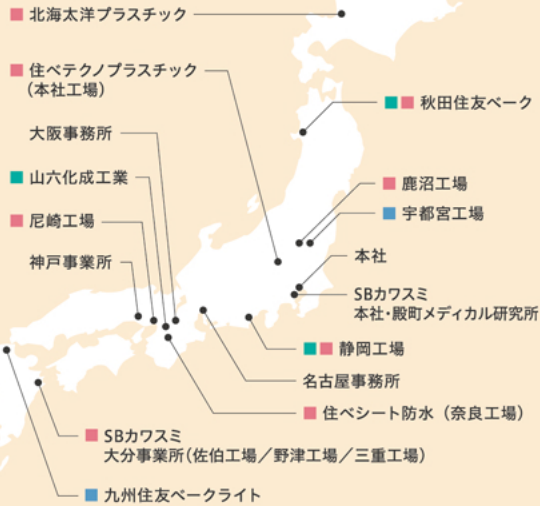 北海太洋プラスチック
住べテクノプラスチック
（本社工場）
大阪事務所
山六化成工業
尼崎工場
神戸事業所
秋田住友ベーク
鹿沼工場
宇都宮工場
本社
SBカワスミ
本社・殿町メディカル研究所
静岡工場
名古屋事務所
住べシート防水（奈良工場）
SBカワスミ
大分事業所（佐伯工場／野津工場／三重工場）
九州住友ベークライト